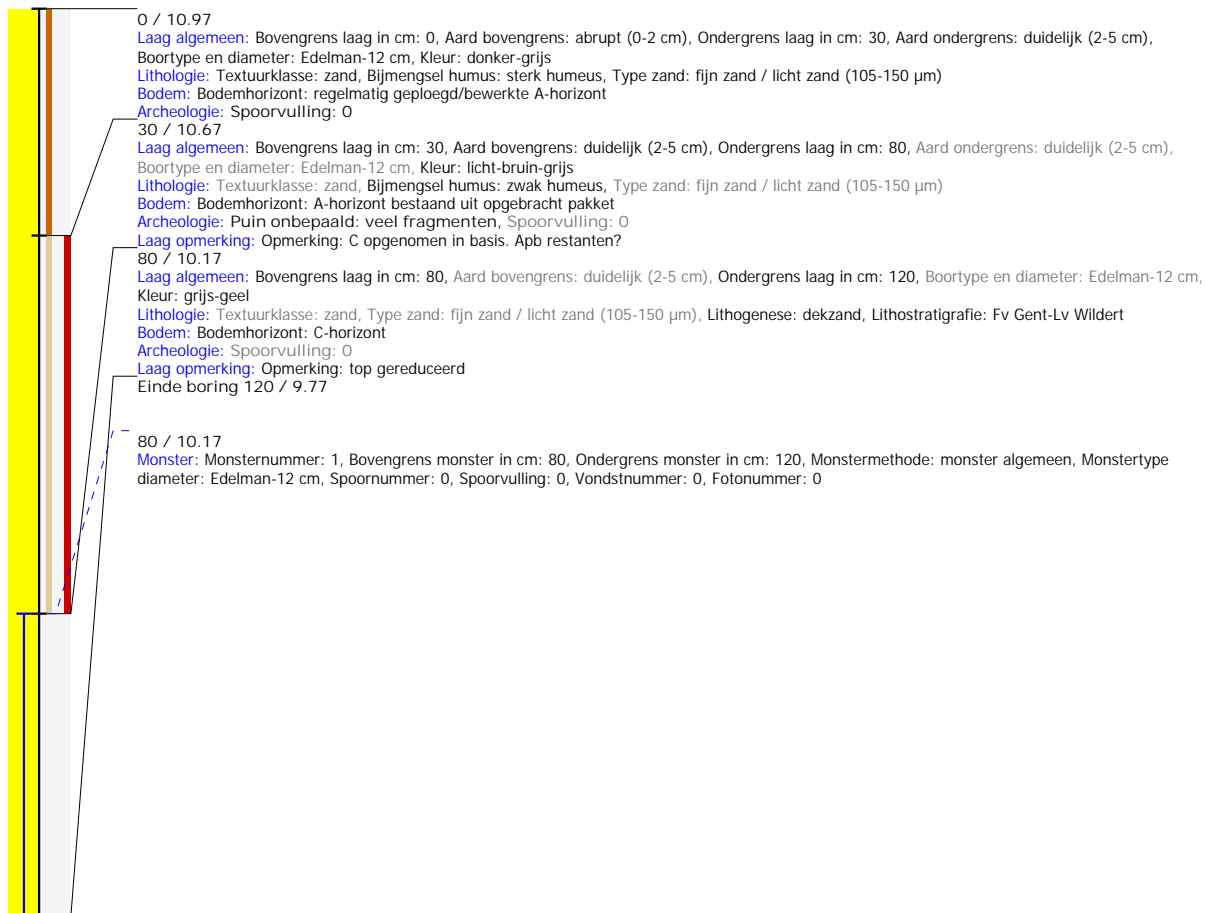 0 / 10.97
Laag algemeen: Bovengrens laag in cm: 0, Aard bovengrens: abrupt (0-2 cm), Ondergrens laag in cm: 30, Aard ondergrens: duidelijk (2-5 cm),
Boortype en diameter: Edelman-12 cm, Kleur: donker-grijs
Lithologie: Textuurklasse: zand, Bijmengsel humus: sterk humeus, Type zand: fijn zand / licht zand (105-150 µm)
Bodem: Bodemhorizont: regelmatig geploegd/bewerkte A-horizont
Archeologie: Spoorvulling: 0
30 / 10.67
Laag algemeen: Bovengrens laag in cm: 30, Aard bovengrens: duidelijk (2-5 cm), Ondergrens laag in cm: 80, Aard ondergrens: duidelijk (2-5 cm),
Boortype en diameter: Edelman-12 cm, Kleur: licht-bruin-grijs
Lithologie: Textuurklasse: zand, Bijmengsel humus: zwak humeus, Type zand: fijn zand / licht zand (105-150 µm)
Bodem: Bodemhorizont: A-horizont bestaand uit opgebracht pakket
Archeologie: Puin onbepaald: veel fragmenten, Spoorvulling: 0
Laag opmerking: Opmerking: C opgenomen in basis. Apb restanten?
80 / 10.17
Laag algemeen: Bovengrens laag in cm: 80, Aard bovengrens: duidelijk (2-5 cm), Ondergrens laag in cm: 120, Boortype en diameter: Edelman-12 cm,
Kleur: grijs-geel
Lithologie: Textuurklasse: zand, Type zand: fijn zand / licht zand (105-150 µm), Lithogenese: dekzand, Lithostratigrafie: Fv Gent-Lv Wildert
Bodem: Bodemhorizont: C-horizont
Archeologie: Spoorvulling: 0
Laag opmerking: Opmerking: top gereduceerd
Einde boring 120 / 9.77
80 / 10.17
Monster: Monsternummer: 1, Bovengrens monster in cm: 80, Ondergrens monster in cm: 120, Monstermethode: monster algemeen, Monstertype
diameter: Edelman-12 cm, Spoornummer: 0, Spoorvulling: 0, Vondstnummer: 0, Fotonummer: 0